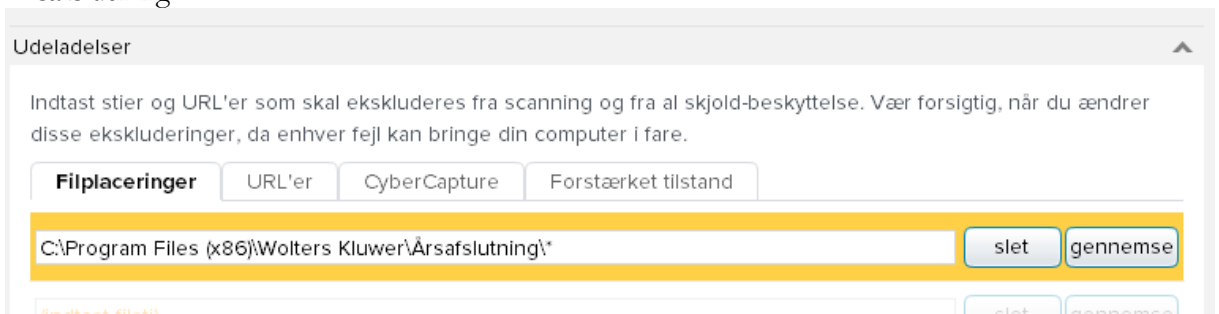 Udeladelser
Indtast stier og URL'er som skal ekskluderes fra scanning og fra al skjold-beskyttelse. Vær forsigtig, når du ændrer
disse ekskluderinger, da enhver fejl kan bringe din computer i fare.
Filplaceringer URL'er CyberCapture Forstærket tilstand
C:\Program Files (x86)\Wolters Kluwer\Årsafslutning\* slet gennemse